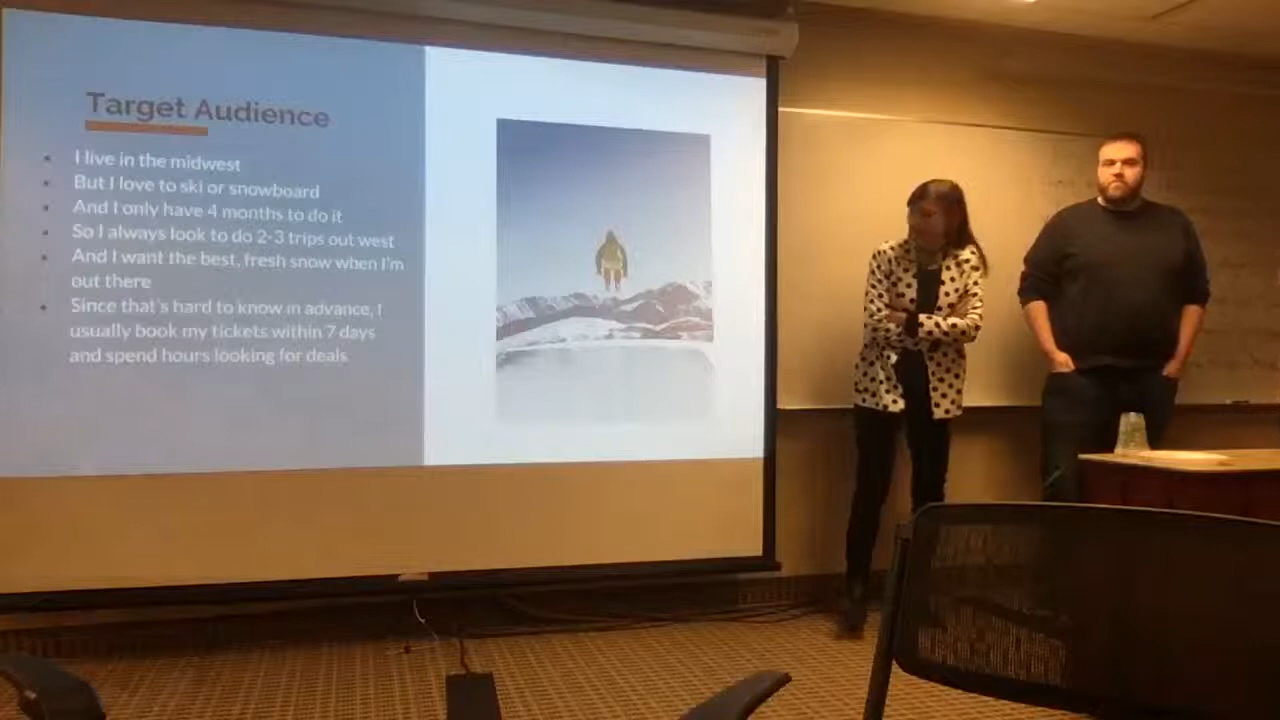 Target Audience
I live in the midwest
But I love to ski or snowboard
And I only have 4 months to do it
So I always look to do 2-3 trips out west
And I want the best, fresh snow when I'm
out there
Since that's hard to know in advance, I
usually book my tickets within 7 days
and spend hours looking for deals